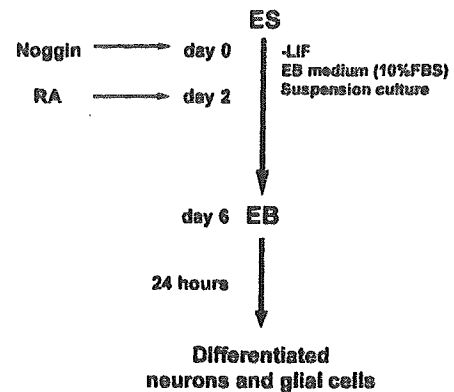 ES
Noggin day 0 -LIF
EB medium (10%FBS)
RA day 2 Suspension culture
day 6 EB
24 hours
Differentiated
neurons and glial cells